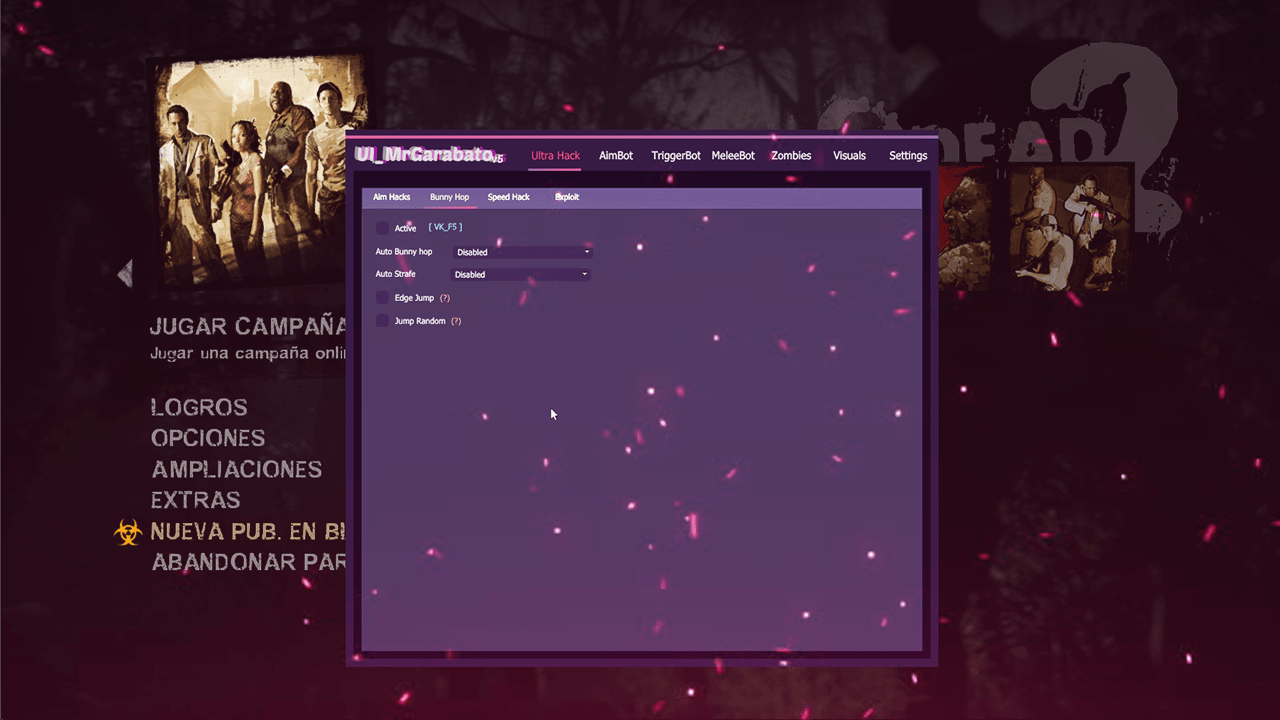 DEAD
UI_MrCarabato v5
Ultra Hack AimBot TriggerBot MeleeBot Zombies Visuals Settings
Aim Hacks Bunny Hop Speed Hack Exploit
Active [ VK_F5 ]
Auto Bunny hop Disabled
Auto Strafe Disabled
Edge Jump (?)
Jump Random (?)
JUGAR CAMPAÑA
Jugar una campaña onli
LOGROS
OPCIONES
AMPLIACIONES
EXTRAS
NUEVA PUB. EN BI
ABANDONAR PAR